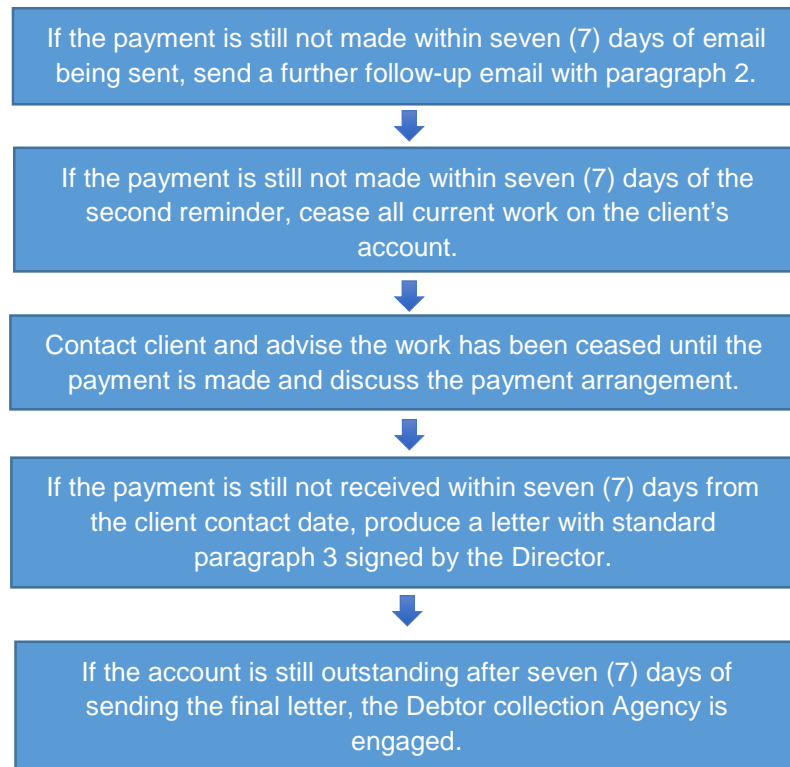 If the payment is still not made within seven (7) days of email
being sent, send a further follow-up email with paragraph 2.
If the payment is still not made within seven (7) days of the
second reminder, cease all current work on the client's
account.
Contact client and advise the work has been ceased until the
payment is made and discuss the payment arrangement.
If the payment is still not received within seven (7) days from
the client contact date, produce a letter with standard
paragraph 3 signed by the Director.
If the account is still outstanding after seven (7) days of
sending the final letter, the Debtor collection Agency is
engaged.